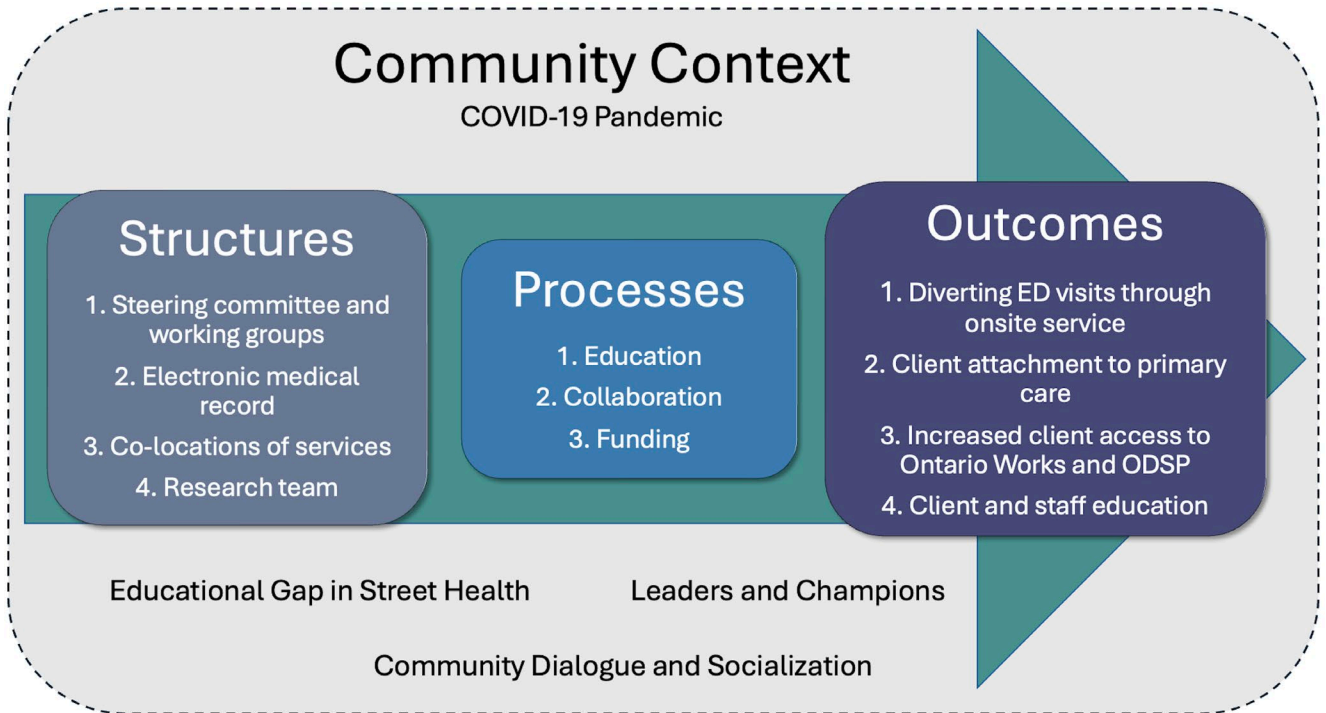 Community Context
COVID-19 Pandemic
Structures
1. Steering committee and
working groups
2. Electronic medical
record
3. Co-locations of services
4. Research team
Processes
1. Education
2. Collaboration
3. Funding
Outcomes
1. Diverting ED visits through
onsite service
2. Client attachment to primary
care
3. Increased client access to
Ontario Works and ODSP
4. Client and staff education
Educational Gap in Street Health
Leaders and Champions
Community Dialogue and Socialization